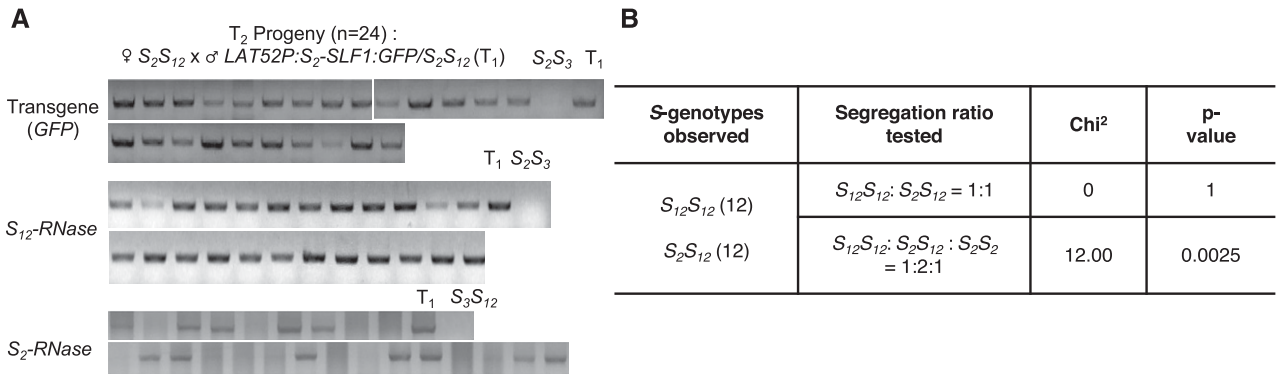 A
T₂ Progeny (n=24) :
♀ S₂S₁₂ x ♂ LAT52P:S₂-SLF1:GFP/S₂S₁₂ (T₁) S₂S₃ T₁
Transgene
(GFP)
T₁ S₂S₃
S₁₂-RNase
T₁ S₃S₁₂
S₂-RNase
B
S-genotypes observed
Segregation ratio tested
Chi²
p-value
S₁₂S₁₂ (12)
S₂S₁₂ (12)
S₁₂S₁₂: S₂S₁₂ = 1:1
0
1
S₁₂S₁₂: S₂S₁₂ : S₂S₂
= 1:2:1
12.00
0.0025